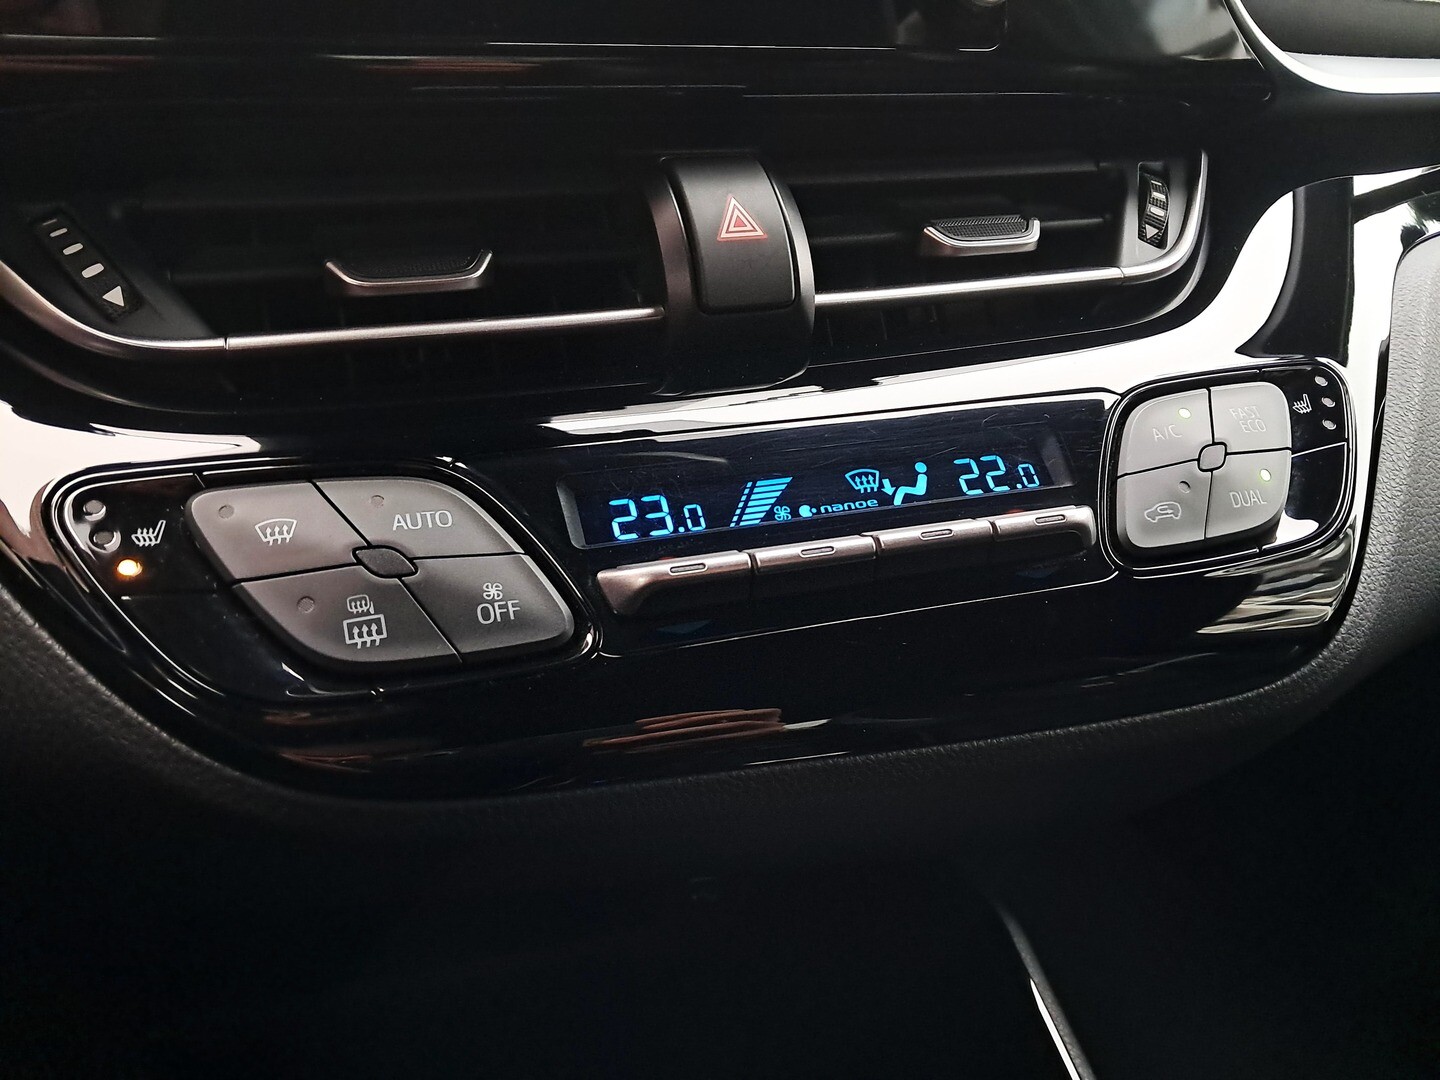 AUTO
OFF
23.0
nanoe
22.0
A/C
FAST
ECO
DUAL